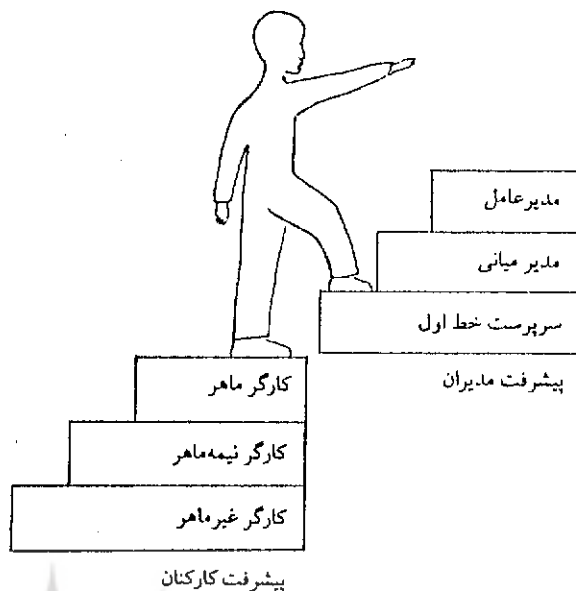 مدیرعامل
مدیر میانی
سرپرست خط اول
پیشرفت مدیران
کارگر ماهر
کارگر نیمه‌ماهر
کارگر غیرماهر
پیشرفت کارکنان